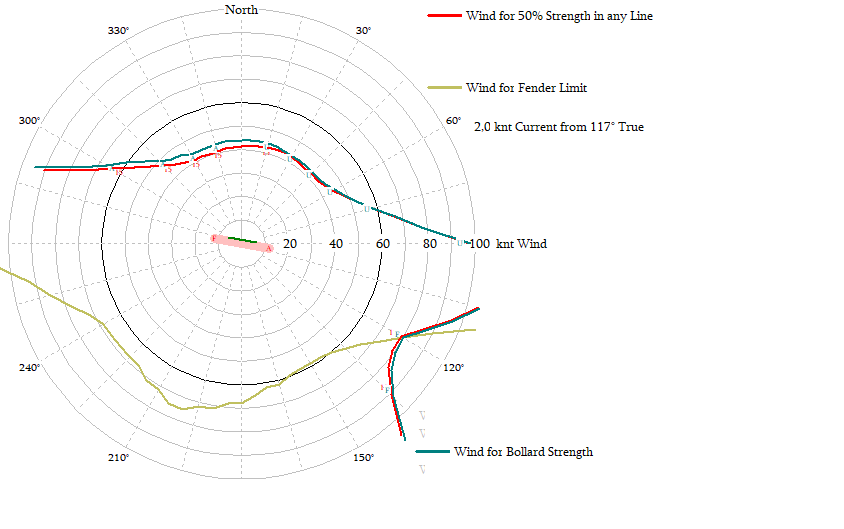 North
Wind for 50% Strength in any Line
330°
30°
Wind for Fender Limit
300°
60°
2.0 knt Current from 117° True
F
A
20
40
60
80
100 knt Wind
240°
120°
210°
150°
Wind for Bollard Strength